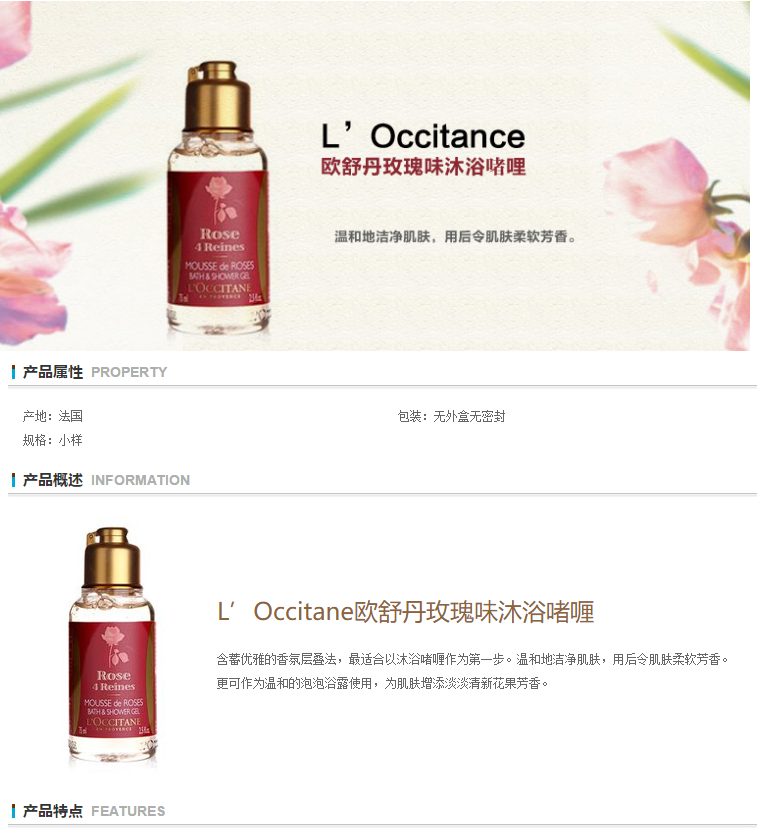 L’Occitance
欧舒丹玫瑰味沐浴啫喱
温和地洁净肌肤，用后令肌肤柔软芳香。
Rose
4 Reines
MOUSSE de ROSES
BATH & SHOWER GEL
L'OCCITANE
EN PROVENCE
70 ml 2.5 fl.oz.
产品属性 PROPERTY
产地：法国 包装：无外盒无密封
规格：小样
产品概述 INFORMATION
Rose
4 Reines
MOUSSE de ROSES
BATH & SHOWER GEL
L'OCCITANE
EN PROVENCE
L’Occitane欧舒丹玫瑰味沐浴啫喱
含蓄优雅的香氛层叠法，最适合以沐浴啫喱作为第一步。温和地洁净肌肤，用后令肌肤柔软芳香。
更可作为温和的泡泡浴露使用，为肌肤增添淡淡清新花果芳香。
产品特点 FEATURES